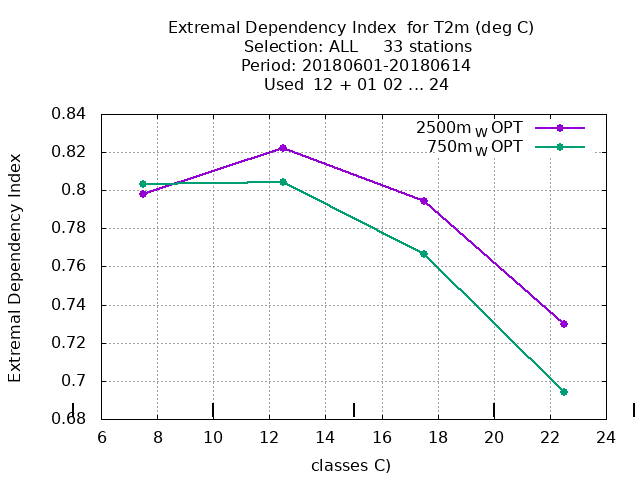 Extremal Dependency Index  for T2m (deg C)
Selection: ALL     33 stations
Period: 20180601-20180614
Used  12 + 01 02 ... 24
2500m W OPT
750m W OPT
Extremal Dependency Index
0.84
0.82
0.8
0.78
0.76
0.74
0.72
0.7
0.68
6 8 10 12 14 16 18 20 22 24
classes C)